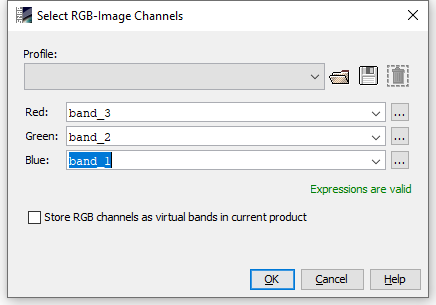 Select RGB-Image Channels
Profile:
Red: band_3 ...
Green: band_2 ...
Blue: band_1 ...
Expressions are valid
Store RGB channels as virtual bands in current product
OK Cancel Help